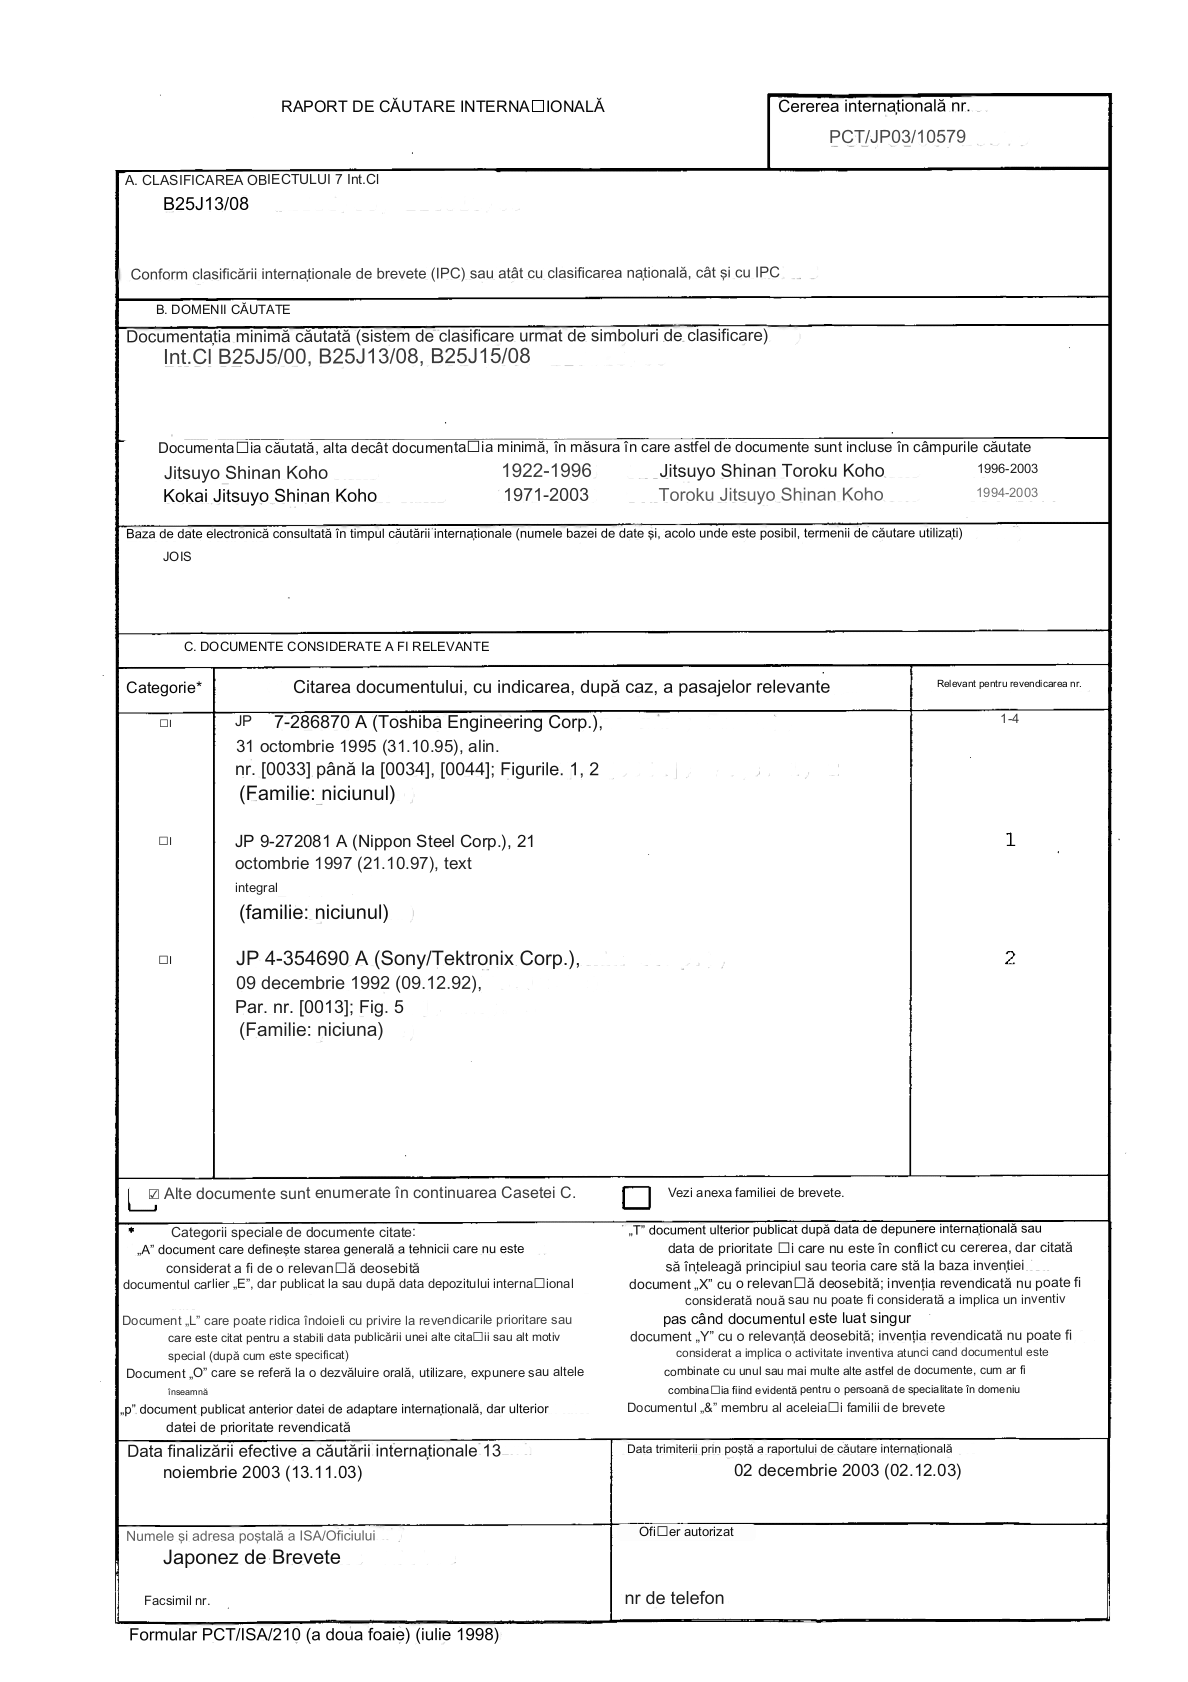 RAPORT DE CĂUTARE INTERNA□IONALĂ
Cererea internațională nr.
PCT/JP03/10579
A. CLASIFICAREA OBIECTULUI 7 Int.Cl
B25J13/08
Conform clasificării internaționale de brevete (IPC) sau atât cu clasificarea națională, cât și cu IPC
B. DOMENII CĂUTATE
Documentația minimă căutată (sistem de clasificare urmat de simboluri de clasificare)
Int.Cl B25J5/00, B25J13/08, B25J15/08
Documenta□ia căutată, alta decât documenta□ia minimă, în măsura în care astfel de documente sunt incluse în câmpurile căutate
Jitsuyo Shinan Koho 1922-1996 Jitsuyo Shinan Toroku Koho 1996-2003
Kokai Jitsuyo Shinan Koho 1971-2003 Toroku Jitsuyo Shinan Koho 1994-2003
Baza de date electronică consultată în timpul căutării internaționale (numele bazei de date și, acolo unde este posibil, termenii de căutare utilizați)
JOIS
C. DOCUMENTE CONSIDERATE A FI RELEVANTE
Categorie* Citarea documentului, cu indicarea, după caz, a pasajelor relevante Relevant pentru revendicarea nr.
□I JP 7-286870 A (Toshiba Engineering Corp.), 1-4
31 octombrie 1995 (31.10.95), alin.
nr. [0033] până la [0034], [0044]; Figurile. 1, 2
(Familie: niciunul)
□I JP 9-272081 A (Nippon Steel Corp.), 21 1
octombrie 1997 (21.10.97), text
integral
(familie: niciunul)
□I JP 4-354690 A (Sony/Tektronix Corp.), 2
09 decembrie 1992 (09.12.92),
Par. nr. [0013]; Fig. 5
(Familie: niciuna)
☑ Alte documente sunt enumerate în continuarea Casetei C.
Vezi anexa familiei de brevete.
* Categorii speciale de documente citate:
„A” document care definește starea generală a tehnicii care nu este
considerat a fi de o relevan□ă deosebită
documentul carlier „E”, dar publicat la sau după data depozitului interna□ional
Document „L” care poate ridica îndoieli cu privire la revendicările prioritare sau
care este citat pentru a stabili data publicării unei alte cita□ii sau alt motiv
special (după cum este specificat)
Document „O” care se referă la o dezvăluire orală, utilizare, expunere sau altele
înseamnă
„p” document publicat anterior datei de adaptare internațională, dar ulterior
datei de prioritate revendicată
„T” document ulterior publicat după data de depunere internațională sau
data de prioritate □i care nu este în conflict cu cererea, dar citată
să înțeleagă principiul sau teoria care stă la baza invenției
document „X” cu o relevan□ă deosebită; invenția revendicată nu poate fi
considerată nouă sau nu poate fi considerată a implica un inventiv
pas când documentul este luat singur
document „Y” cu o relevanță deosebită; invenția revendicată nu poate fi
considerat a implica o activitate inventiva atunci cand documentul este
combinate cu unul sau mai multe alte astfel de documente, cum ar fi
combina□ia fiind evidentă pentru o persoană de specialitate în domeniu
Documentul „&” membru al aceleia□i familii de brevete
Data finalizării efective a căutării internaționale 13
noiembrie 2003 (13.11.03)
Data trimiterii prin poștă a raportului de căutare internațională
02 decembrie 2003 (02.12.03)
Numele și adresa poștală a ISA/Oficiului
Japonez de Brevete
Ofi□er autorizat
Facsimil nr.
nr de telefon
Formular PCT/ISA/210 (a doua foaie) (iulie 1998)